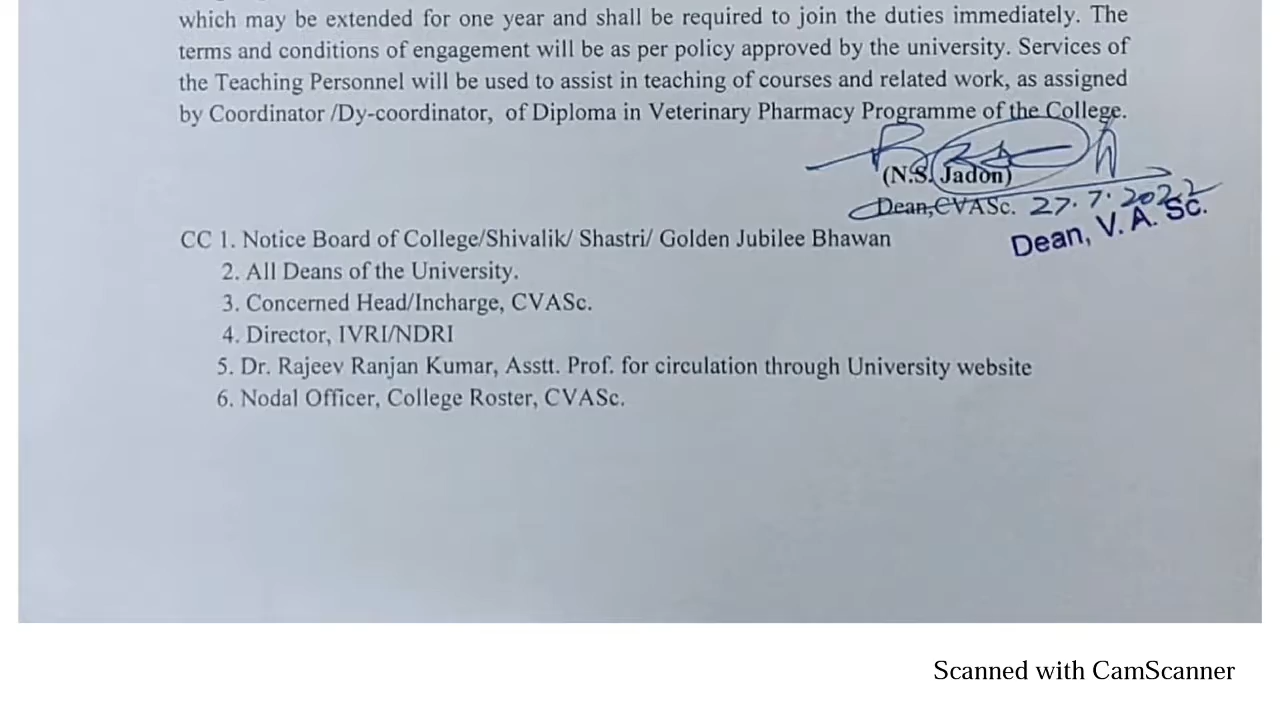 which may be extended for one year and shall be required to join the duties immediately. The
terms and conditions of engagement will be as per policy approved by the university. Services of
the Teaching Personnel will be used to assist in teaching of courses and related work, as assigned
by Coordinator /Dy-coordinator, of Diploma in Veterinary Pharmacy Programme of the College.
(N.S. Jadon)
Dean,CVASc. 27.7.2022
Dean, V. A. Sc.
CC 1. Notice Board of College/Shivalik/ Shastri/ Golden Jubilee Bhawan
2. All Deans of the University.
3. Concerned Head/Incharge, CVASc.
4. Director, IVRI/NDRI
5. Dr. Rajeev Ranjan Kumar, Asstt. Prof. for circulation through University website
6. Nodal Officer, College Roster, CVASc.
Scanned with CamScanner